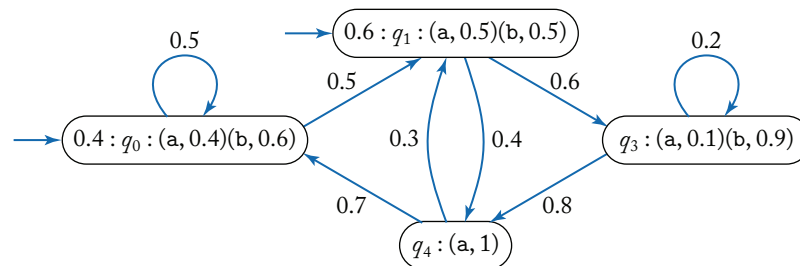 0.6 : q₁ : (a, 0.5)(b, 0.5)
0.5
0.2
0.5
0.6
0.4 : q₀ : (a, 0.4)(b, 0.6)
0.3
0.4
q₃ : (a, 0.1)(b, 0.9)
0.7
0.8
q₄ : (a, 1)